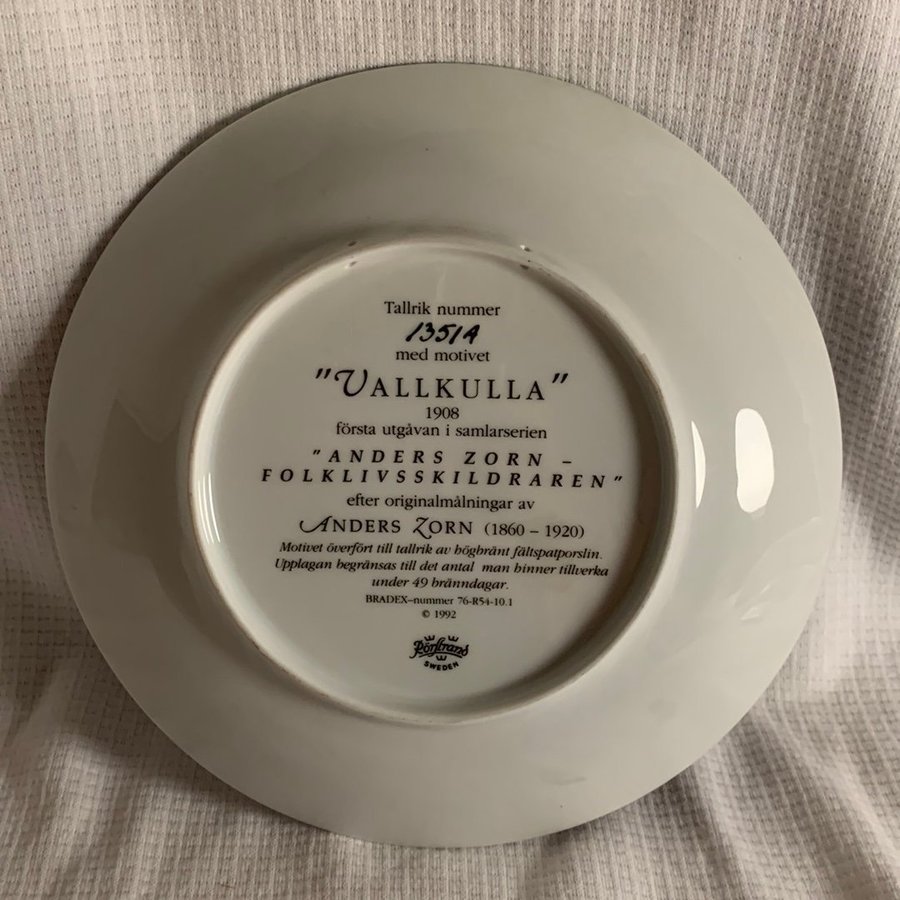 Tallrik nummer
1351A
med motivet
"VALLKULLA"
1908
första utgåvan i samlarserien
"ANDERS ZORN –
FOLKLIVSSKILDRAREN"
efter originalmålningar av
ANDERS ZORN (1860 – 1920)
Motivet överfört till tallrik av högbränt fältspatporslin.
Upplagan begränsas till det antal man hinner tillverka
under 49 bränndagar.
BRADEX–nummer 76-R54-10.1
© 1992
Rörstrand
SWEDEN